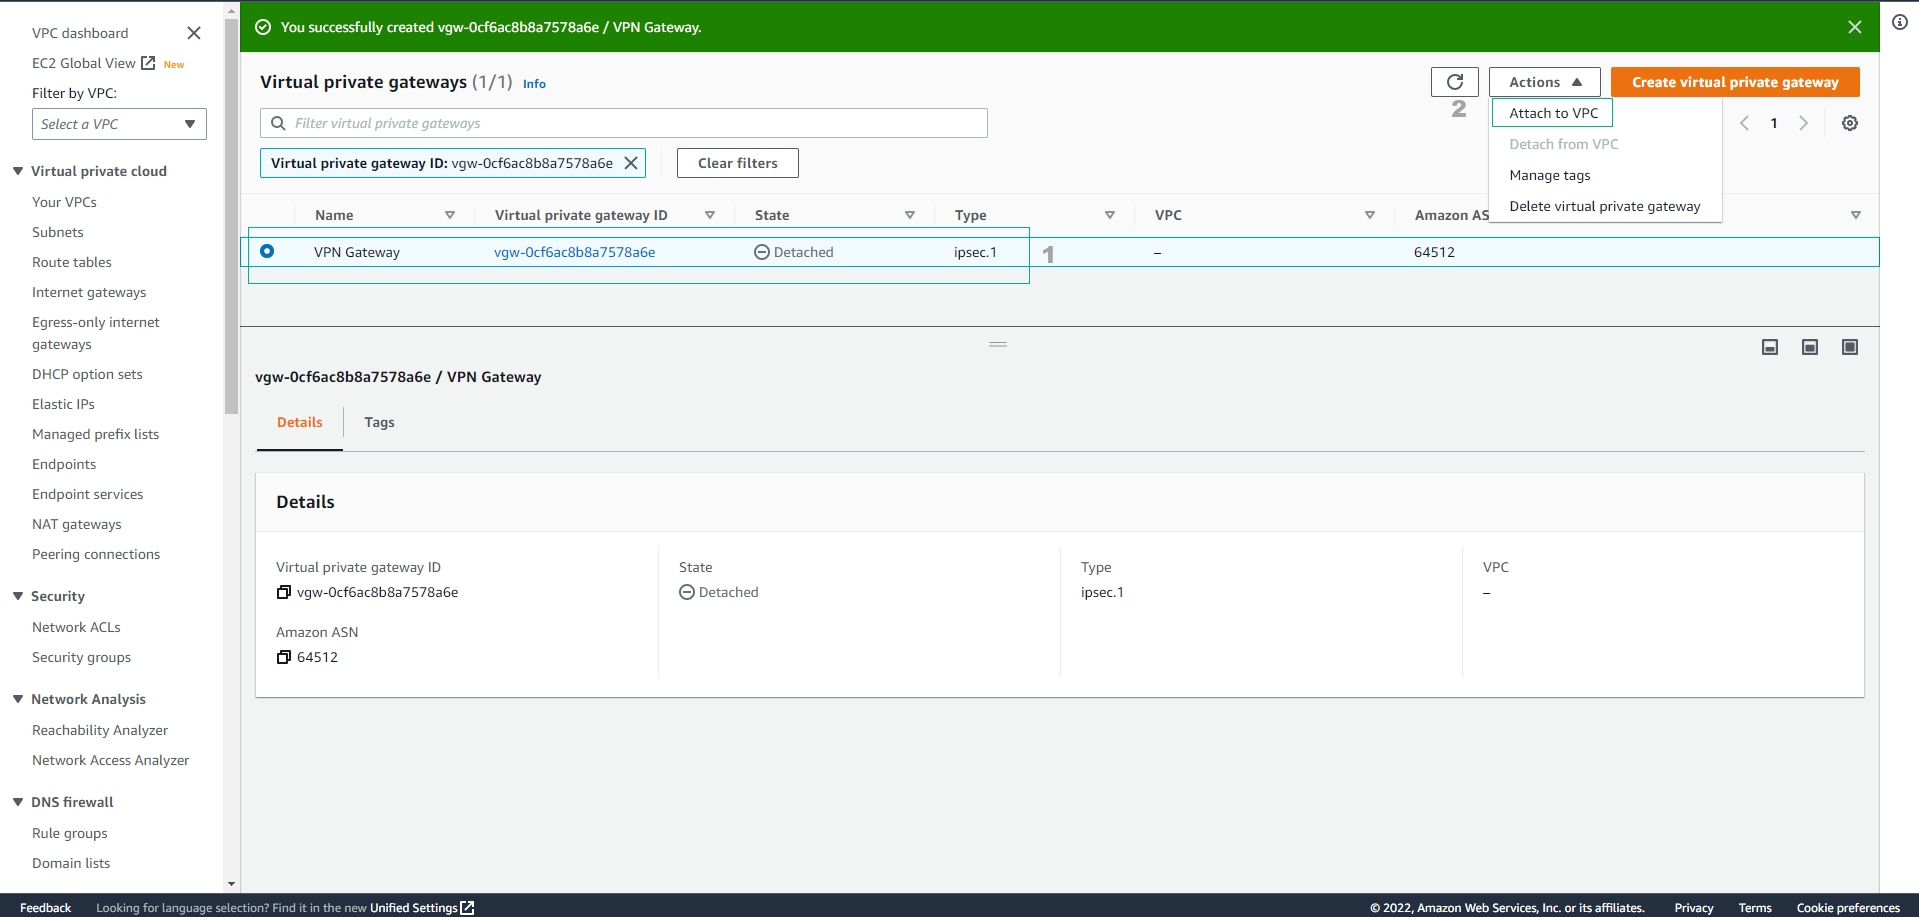 VPC dashboard
EC2 Global View New
Filter by VPC:
Select a VPC
Virtual private cloud
Your VPCs
Subnets
Route tables
Internet gateways
Egress-only internet
gateways
DHCP option sets
Elastic IPs
Managed prefix lists
Endpoints
Endpoint services
NAT gateways
Peering connections
Security
Network ACLs
Security groups
Network Analysis
Reachability Analyzer
Network Access Analyzer
DNS firewall
Rule groups
Domain lists
You successfully created vgw-0cf6ac8b8a7578a6e / VPN Gateway.
Virtual private gateways (1/1) Info
Actions
Create virtual private gateway
2
Attach to VPC
Detach from VPC
Manage tags
Delete virtual private gateway
Filter virtual private gateways
1
Virtual private gateway ID: vgw-0cf6ac8b8a7578a6e
Clear filters
Name Virtual private gateway ID State Type VPC Amazon AS
VPN Gateway vgw-0cf6ac8b8a7578a6e Detached ipsec.1 1 – 64512
vgw-0cf6ac8b8a7578a6e / VPN Gateway
Details Tags
Details
Virtual private gateway ID State Type VPC
vgw-0cf6ac8b8a7578a6e Detached ipsec.1 –
Amazon ASN
64512
Feedback Looking for language selection? Find it in the new Unified Settings © 2022, Amazon Web Services, Inc. or its affiliates. Privacy Terms Cookie preferences